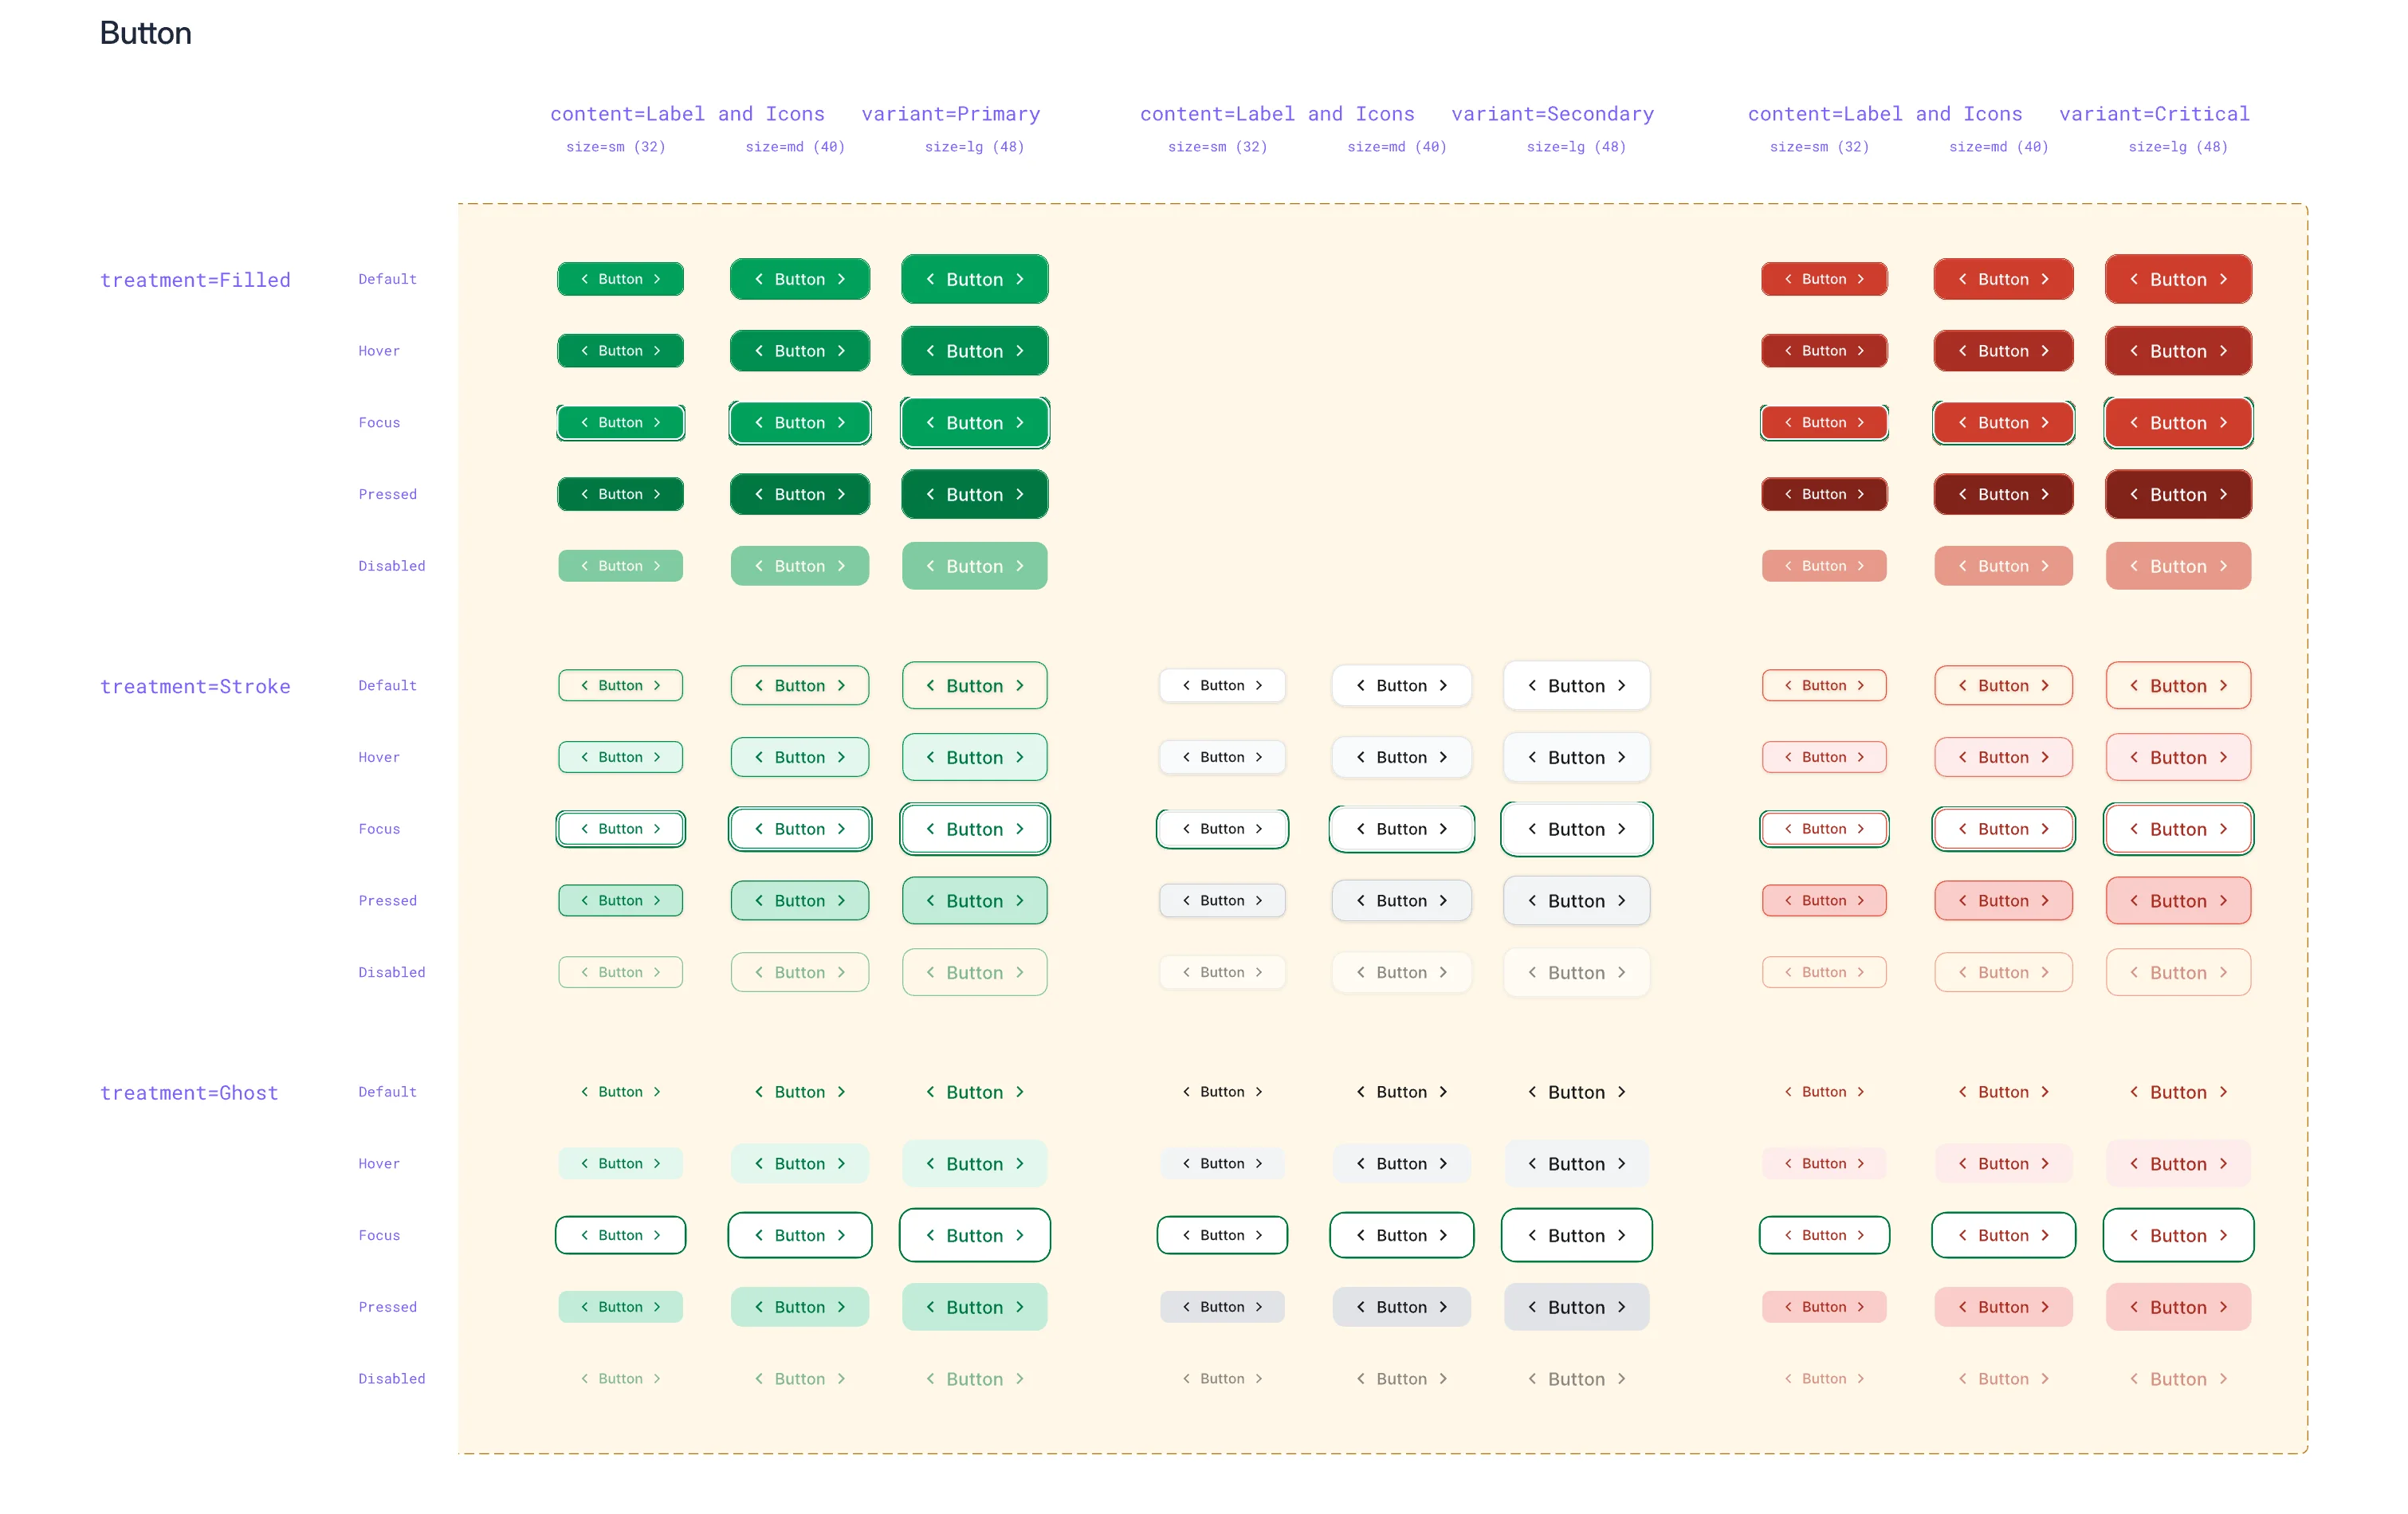 Button
content=Label and Icons variant=Primary content=Label and Icons variant=Secondary content=Label and Icons variant=Critical
size=sm (32) size=md (40) size=lg (48) size=sm (32) size=md (40) size=lg (48) size=sm (32) size=md (40) size=lg (48)
treatment=Filled Default Button Button Button Button Button Button
Hover Button Button Button Button Button Button
Focus Button Button Button Button Button Button
Pressed Button Button Button Button Button Button
Disabled Button Button Button Button Button Button
treatment=Stroke Default Button Button Button Button Button Button Button Button Button
Hover Button Button Button Button Button Button Button Button Button
Focus Button Button Button Button Button Button Button Button Button
Pressed Button Button Button Button Button Button Button Button Button
Disabled Button Button Button Button Button Button Button Button Button
treatment=Ghost Default Button Button Button Button Button Button Button Button Button
Hover Button Button Button Button Button Button Button Button Button
Focus Button Button Button Button Button Button Button Button Button
Pressed Button Button Button Button Button Button Button Button Button
Disabled Button Button Button Button Button Button Button Button Button